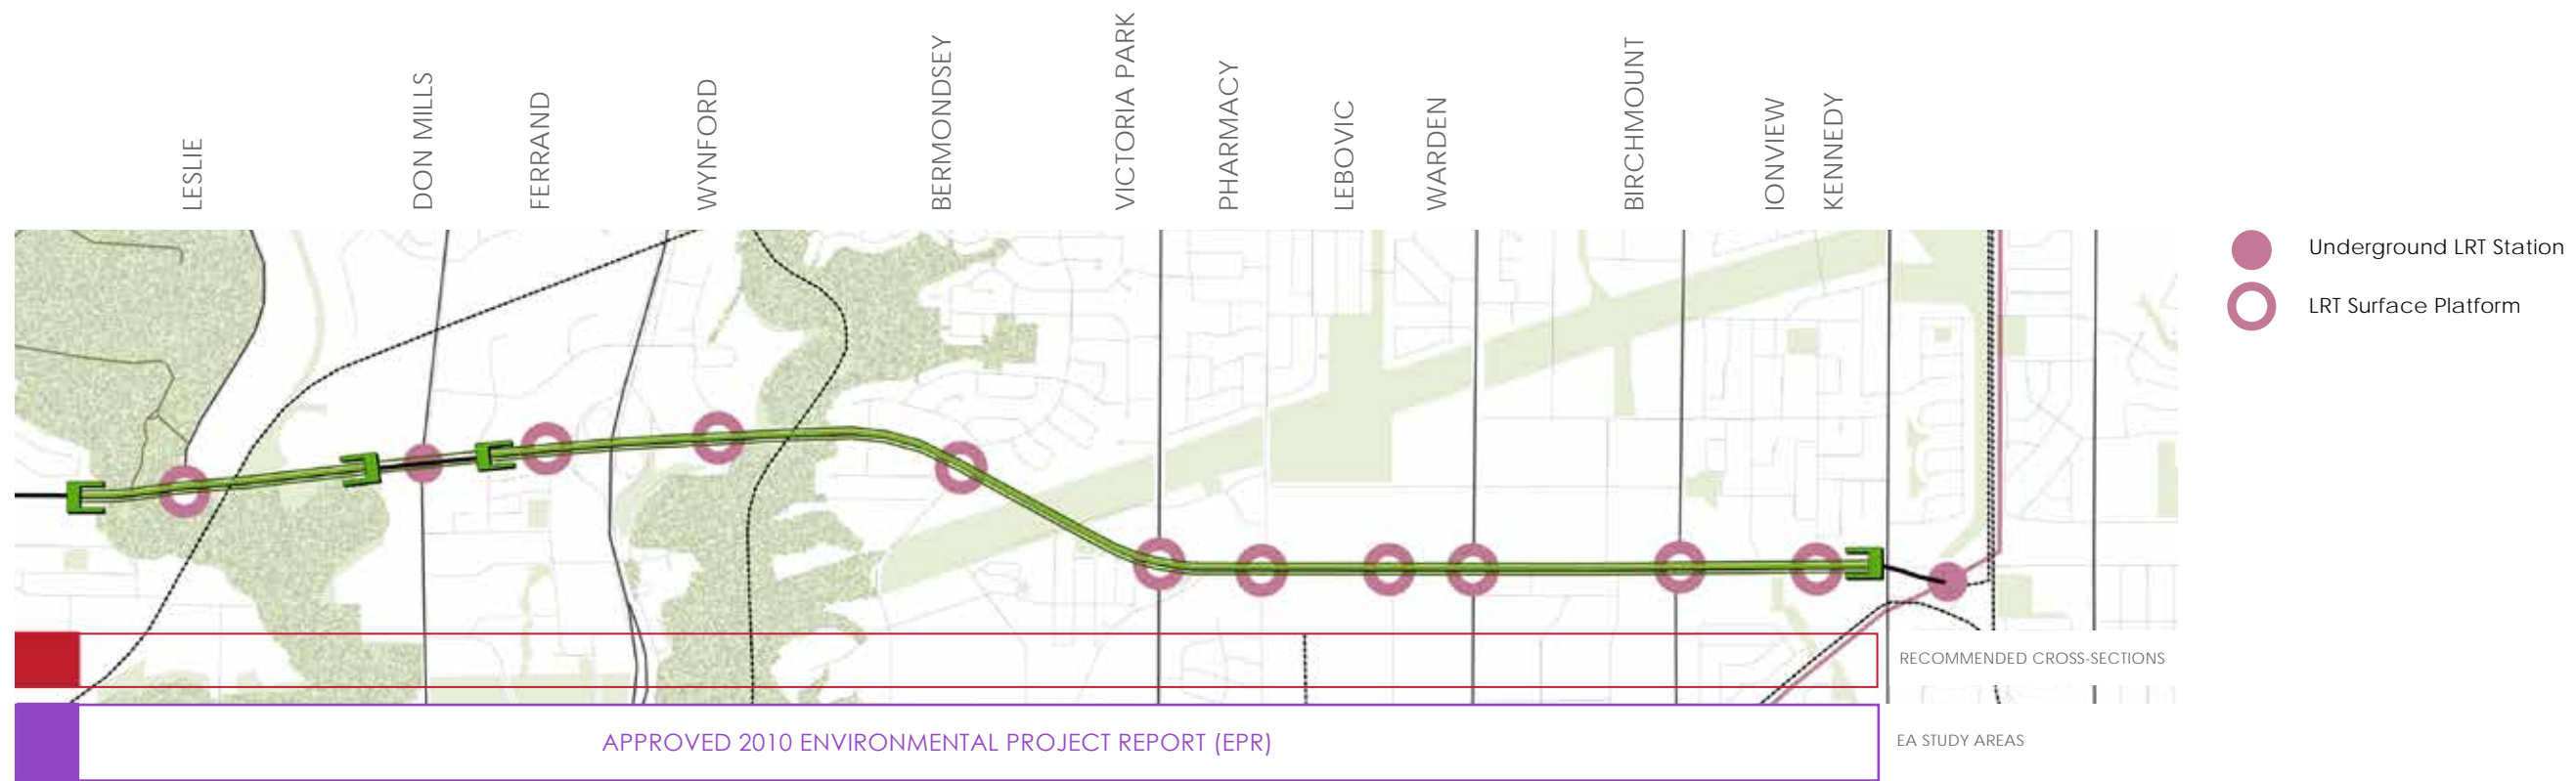 LESLIE
DON MILLS
FERRAND
WYNFORD
BERMONDSEY
VICTORIA PARK
PHARMACY
LEBOVIC
WARDEN
BIRCHMOUNT
IONVIEW
KENNEDY
Underground LRT Station
LRT Surface Platform
RECOMMENDED CROSS-SECTIONS
APPROVED 2010 ENVIRONMENTAL PROJECT REPORT (EPR)
EA STUDY AREAS